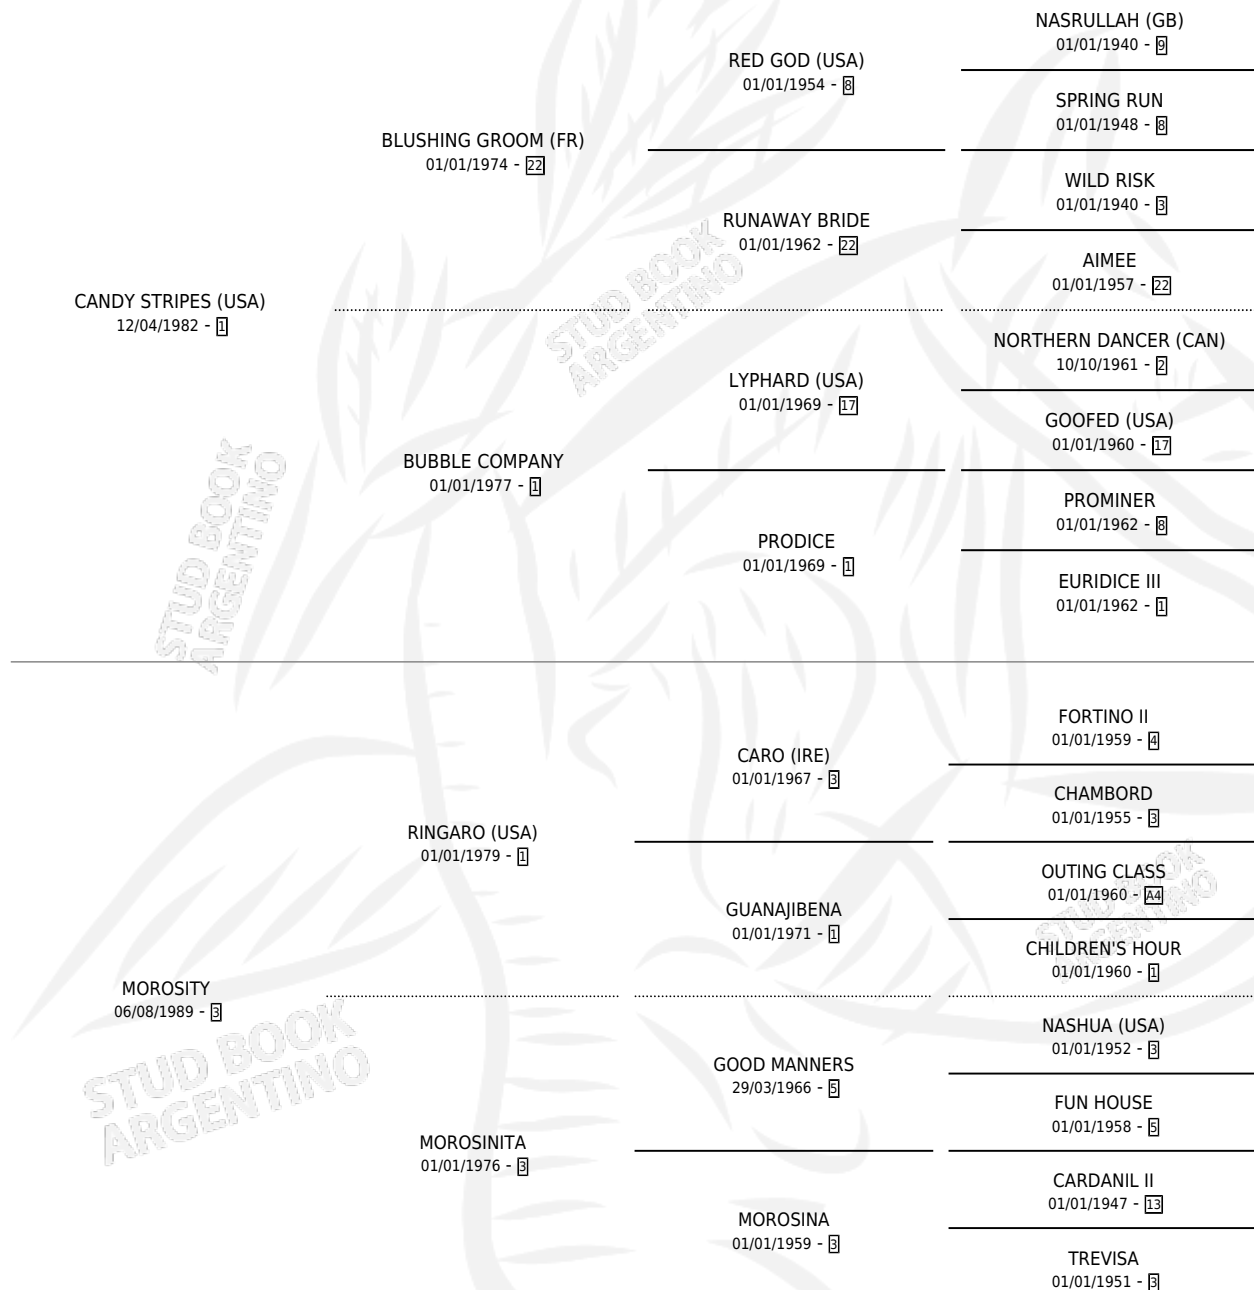 NASRULLAH (GB)
01/01/1940 - 9
RED GOD (USA)
01/01/1954 - 8
SPRING RUN
01/01/1948 - 8
BLUSHING GROOM (FR)
01/01/1974 - 22
WILD RISK
01/01/1940 - 3
RUNAWAY BRIDE
01/01/1962 - 22
AIMEE
01/01/1957 - 22
CANDY STRIPES (USA)
12/04/1982 - 1
NORTHERN DANCER (CAN)
10/10/1961 - 2
LYPHARD (USA)
01/01/1969 - 17
GOOFED (USA)
01/01/1960 - 17
BUBBLE COMPANY
01/01/1977 - 1
PROMINER
01/01/1962 - 8
PRODICE
01/01/1969 - 1
EURIDICE III
01/01/1962 - 1
FORTINO II
01/01/1959 - 4
CARO (IRE)
01/01/1967 - 3
CHAMBORD
01/01/1955 - 3
RINGARO (USA)
01/01/1979 - 1
OUTING CLASS
01/01/1960 - A4
GUANAJIBENA
01/01/1971 - 1
CHILDREN'S HOUR
01/01/1960 - 1
MOROSITY
06/08/1989 - 3
NASHUA (USA)
01/01/1952 - 3
GOOD MANNERS
29/03/1966 - 5
FUN HOUSE
01/01/1958 - 5
MOROSINITA
01/01/1976 - 3
CARDANIL II
01/01/1947 - 13
MOROSINA
01/01/1959 - 3
TREVISA
01/01/1951 - 3
STUD BOOK
ARGENTINO
STUD BOOK
ARGENTINO
STUD BOOK
ARGENTINO
STUD BOOK
ARGENTINO